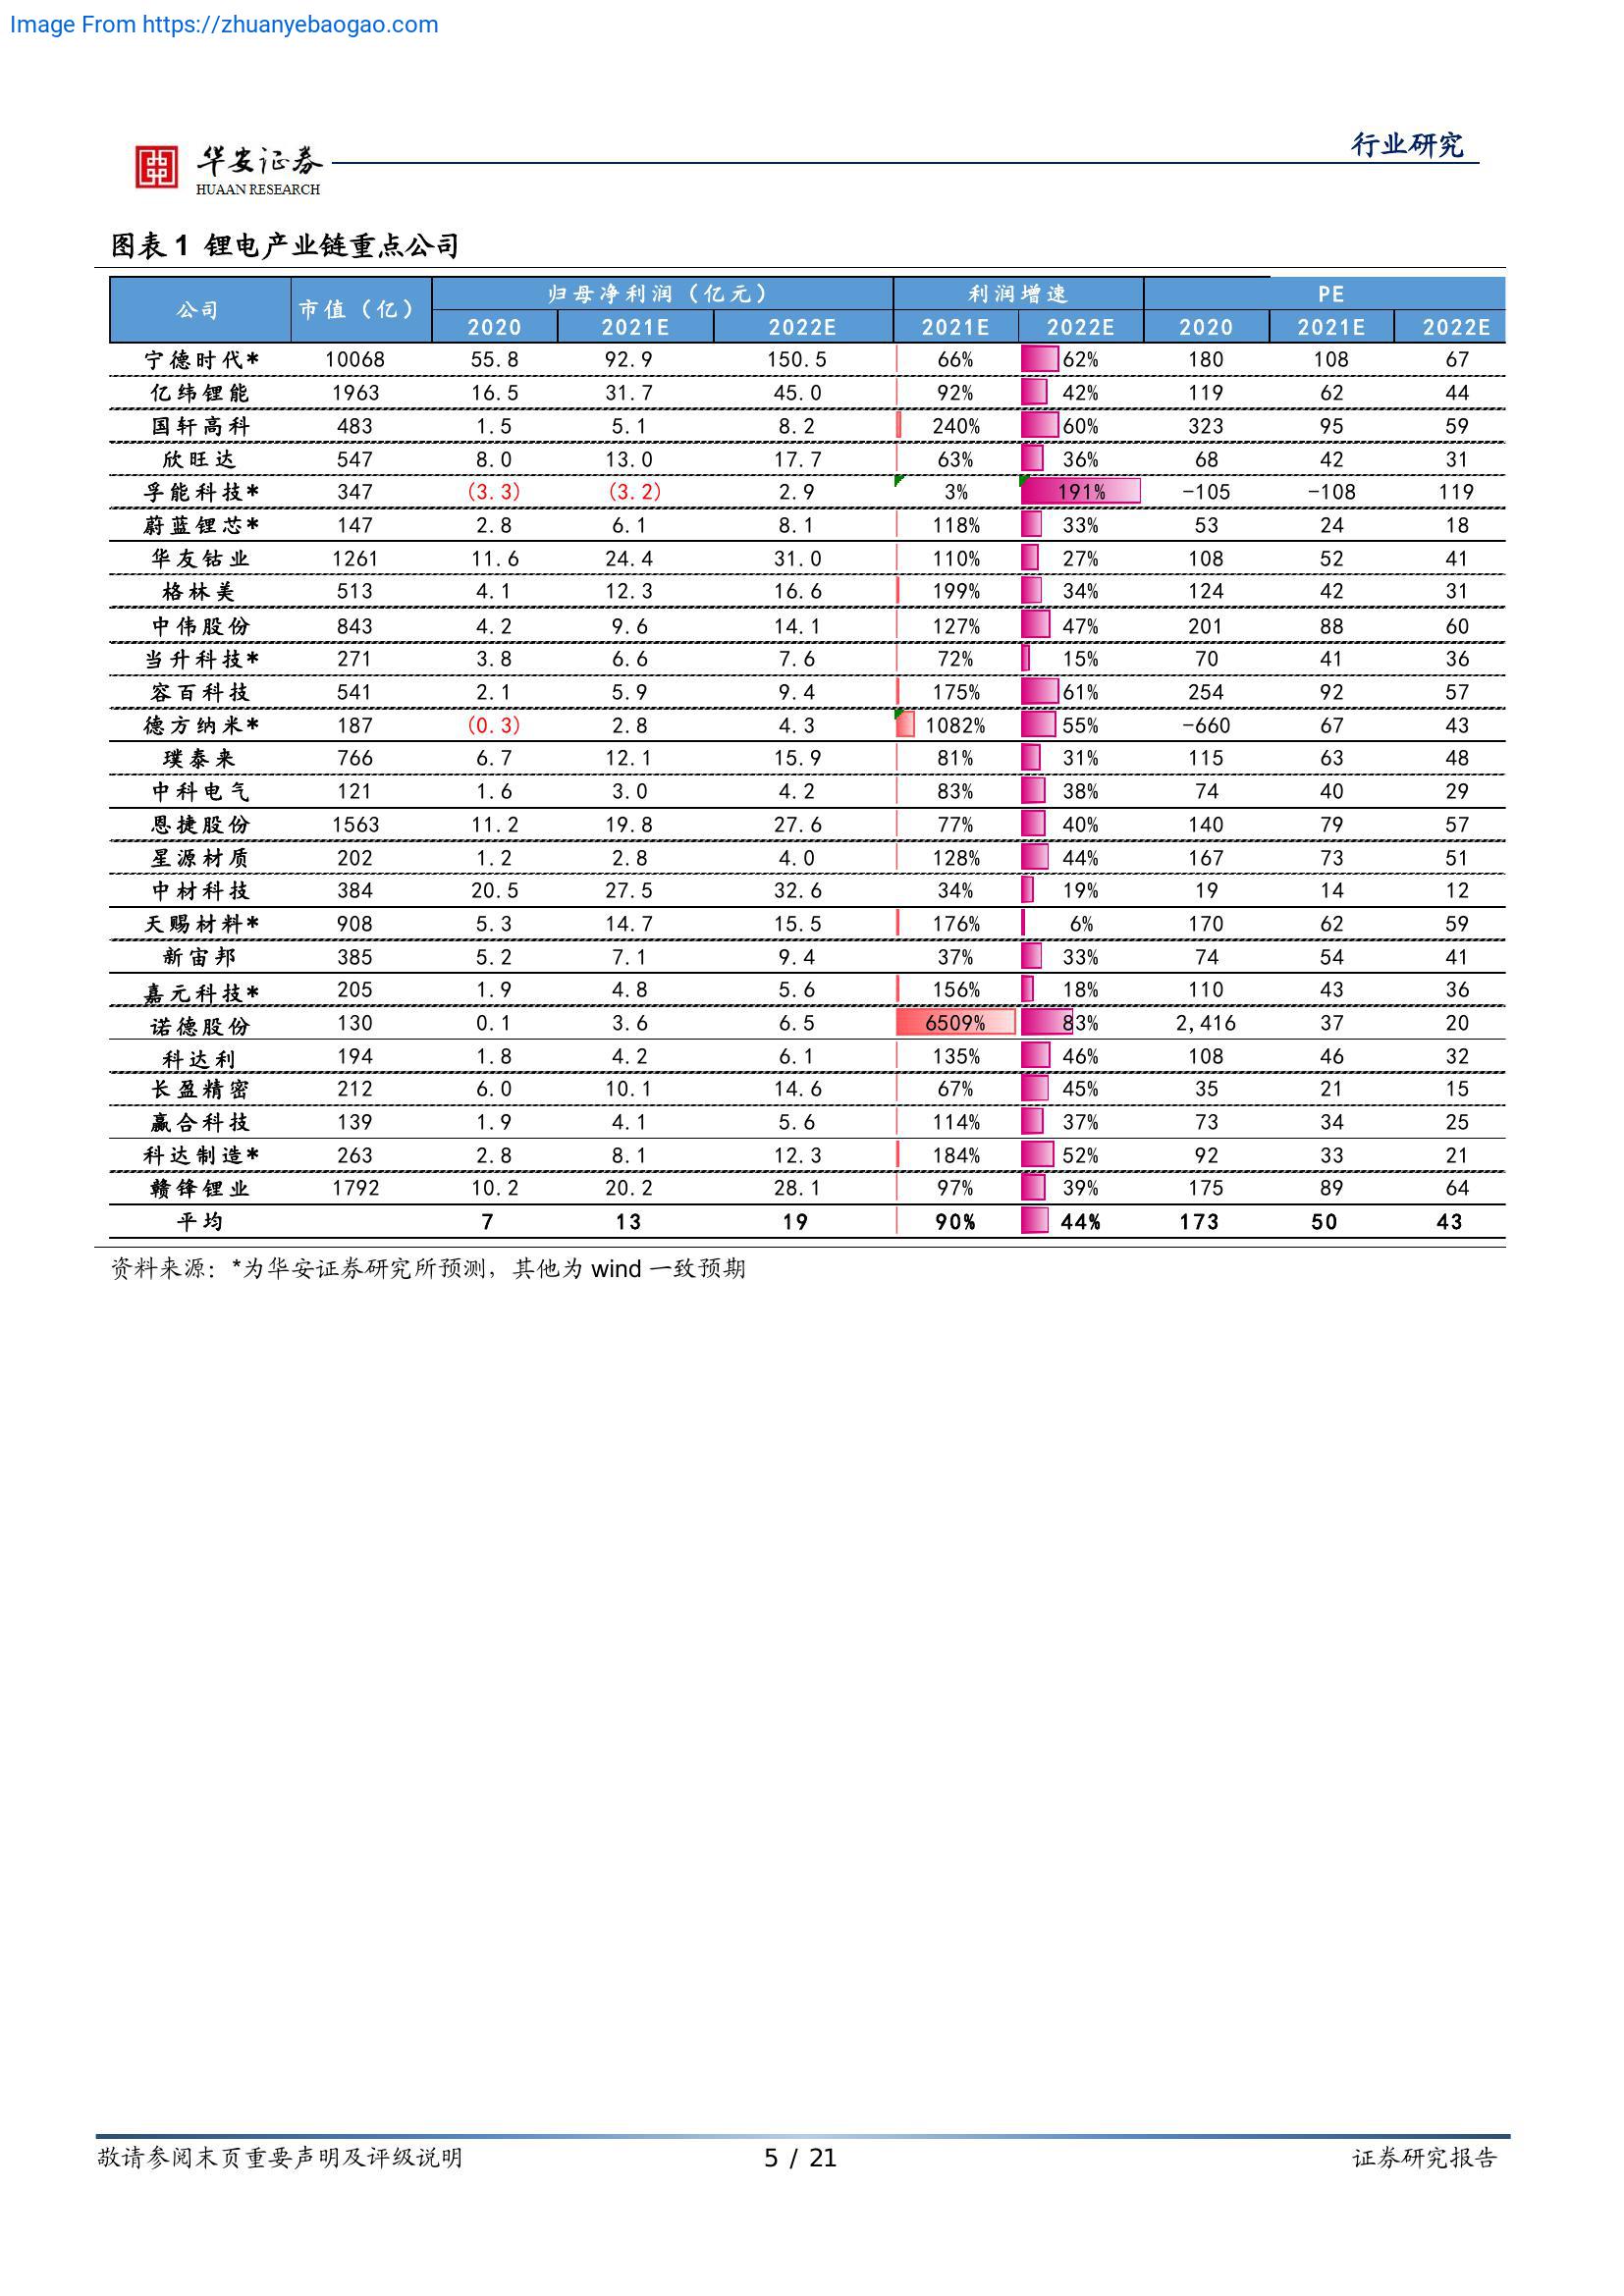 Image From https://zhuanyebaogao.com
行业研究
华安证券
HUAAN RESEARCH
图表 1 锂电产业链重点公司
公司 市值（亿） 归母净利润（亿元） 利润增速 PE
2020 2021E 2022E 2021E 2022E 2020 2021E 2022E
宁德时代* 10068 55.8 92.9 150.5 66% 62% 180 108 67
亿纬锂能 1963 16.5 31.7 45.0 92% 42% 119 62 44
国轩高科 483 1.5 5.1 8.2 240% 60% 323 95 59
欣旺达 547 8.0 13.0 17.7 63% 36% 68 42 31
孚能科技* 347 (3.3) (3.2) 2.9 3% 191% -105 -108 119
蔚蓝锂芯* 147 2.8 6.1 8.1 118% 33% 53 24 18
华友钴业 1261 11.6 24.4 31.0 110% 27% 108 52 41
格林美 513 4.1 12.3 16.6 199% 34% 124 42 31
中伟股份 843 4.2 9.6 14.1 127% 47% 201 88 60
当升科技* 271 3.8 6.6 7.6 72% 15% 70 41 36
容百科技 541 2.1 5.9 9.4 175% 61% 254 92 57
德方纳米* 187 (0.3) 2.8 4.3 1082% 55% -660 67 43
璞泰来 766 6.7 12.1 15.9 81% 31% 115 63 48
中科电气 121 1.6 3.0 4.2 83% 38% 74 40 29
恩捷股份 1563 11.2 19.8 27.6 77% 40% 140 79 57
星源材质 202 1.2 2.8 4.0 128% 44% 167 73 51
中材科技 384 20.5 27.5 32.6 34% 19% 19 14 12
天赐材料* 908 5.3 14.7 15.5 176% 6% 170 62 59
新宙邦 385 5.2 7.1 9.4 37% 33% 74 54 41
嘉元科技* 205 1.9 4.8 5.6 156% 18% 110 43 36
诺德股份 130 0.1 3.6 6.5 6509% 83% 2,416 37 20
科达利 194 1.8 4.2 6.1 135% 46% 108 46 32
长盈精密 212 6.0 10.1 14.6 67% 45% 35 21 15
赢合科技 139 1.9 4.1 5.6 114% 37% 73 34 25
科达制造* 263 2.8 8.1 12.3 184% 52% 92 33 21
赣锋锂业 1792 10.2 20.2 28.1 97% 39% 175 89 64
平均 7 13 19 90% 44% 173 50 43
资料来源：*为华安证券研究所预测，其他为 wind 一致预期
敬请参阅末页重要声明及评级说明 5 / 21 证券研究报告